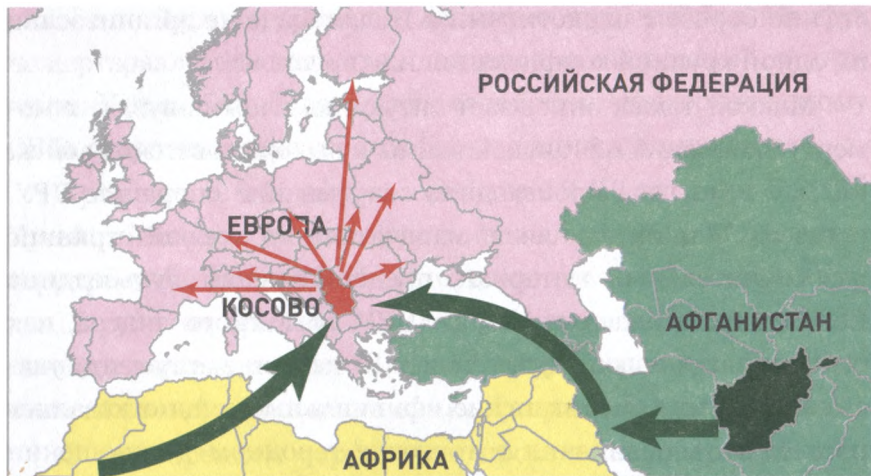 РОССИЙСКАЯ ФЕДЕРАЦИЯ
ЕВРОПА
КОСОВО
АФГАНИСТАН
АФРИКА